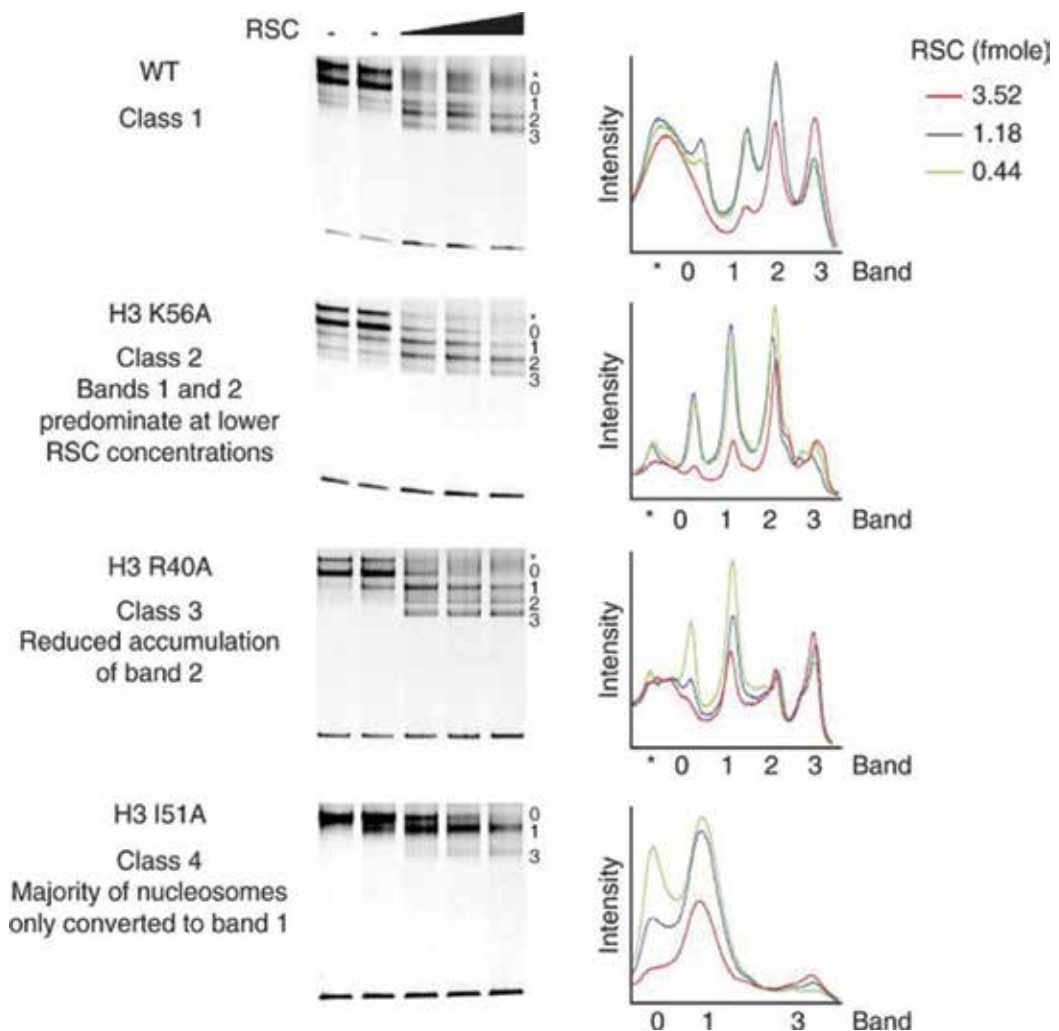 RSC - -
WT
Class 1
*
0
1
2
3
Intensity
* 0 1 2 3 Band
RSC (fmole)
3.52
1.18
0.44
H3 K56A
Class 2
Bands 1 and 2
predominate at lower
RSC concentrations
*
0
1
2
3
Intensity
* 0 1 2 3 Band
H3 R40A
Class 3
Reduced accumulation
of band 2
*
0
1
2
3
Intensity
* 0 1 2 3 Band
H3 I51A
Class 4
Majority of nucleosomes
only converted to band 1
0
1
3
Intensity
0 1 3 Band